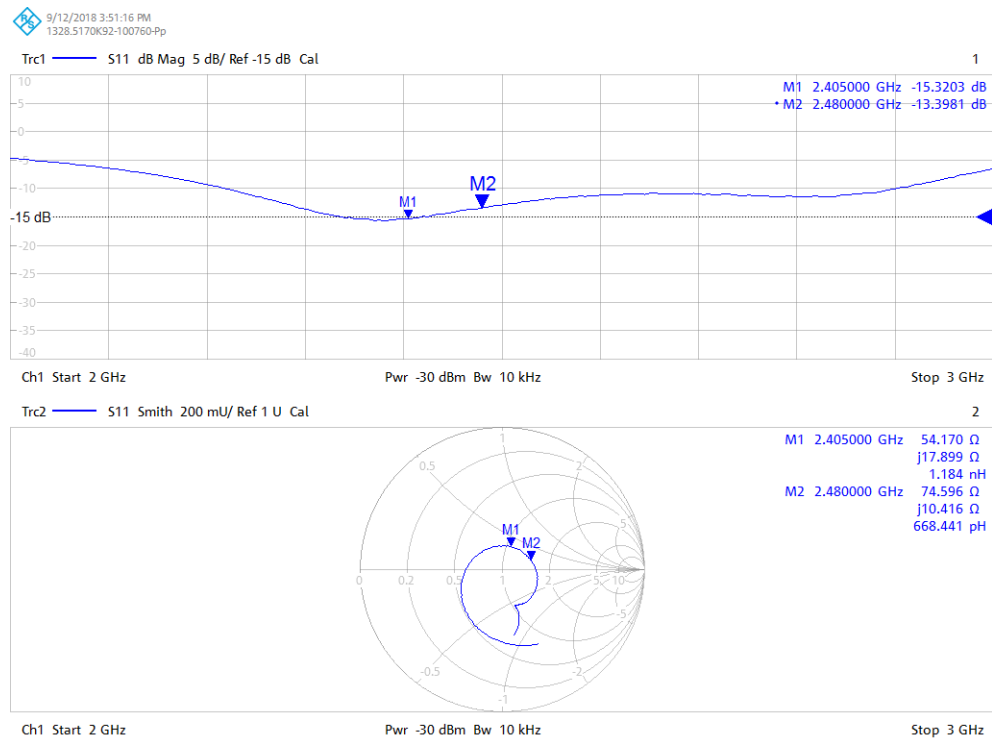 R&S
9/12/2018 3:51:16 PM
1328.5170K92-100760-Pp
Trc1 S11 dB Mag 5 dB/ Ref -15 dB Cal 1
10
M1 2.405000 GHz -15.3203 dB
-5
• M2 2.480000 GHz -13.3981 dB
-0
-5
-10
M2
M1
-15 dB
-20
-25
-30
-35
-40
Ch1 Start 2 GHz Pwr -30 dBm Bw 10 kHz Stop 3 GHz
Trc2 S11 Smith 200 mU/ Ref 1 U Cal 2
M1 2.405000 GHz 54.170 Ω
j17.899 Ω
1.184 nH
M2 2.480000 GHz 74.596 Ω
j10.416 Ω
668.441 pH
1
0.5 2
5
M1
M2
0 0.2 0.5 1 2 5 10
-5
-0.5 -2
-1
Ch1 Start 2 GHz Pwr -30 dBm Bw 10 kHz Stop 3 GHz